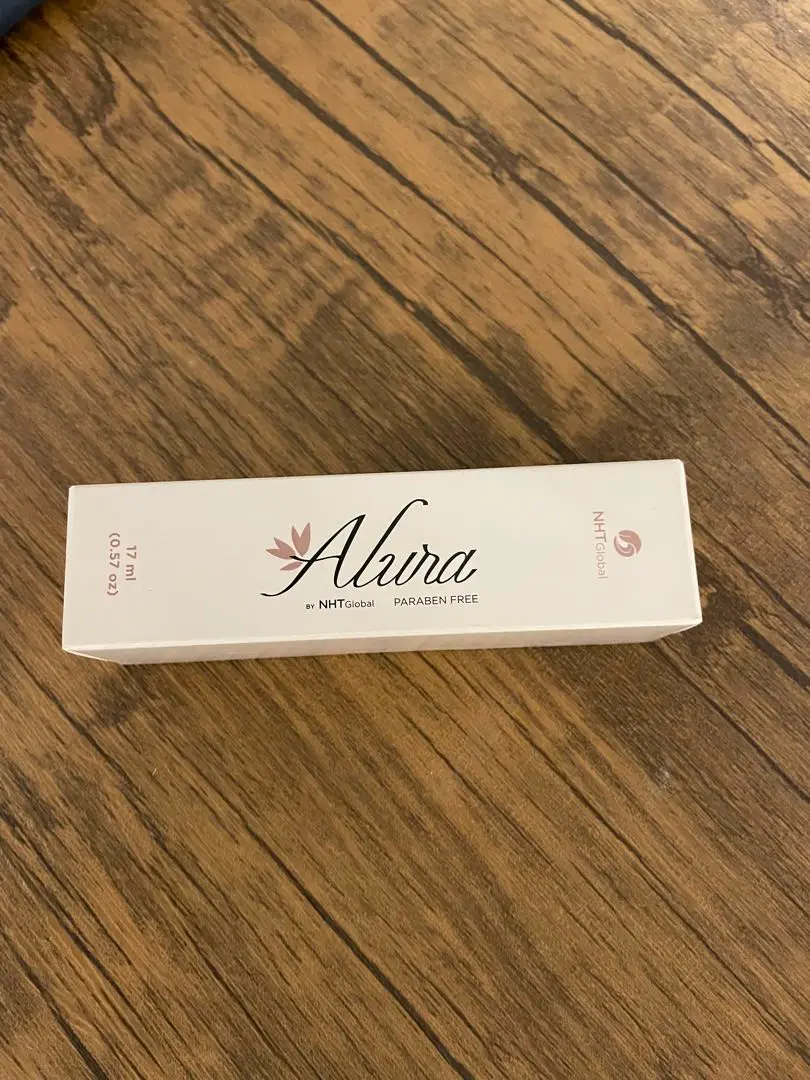 17 ml
(0.57 oz)
Alura
BY NHTGlobal PARABEN FREE
NHTGlobal